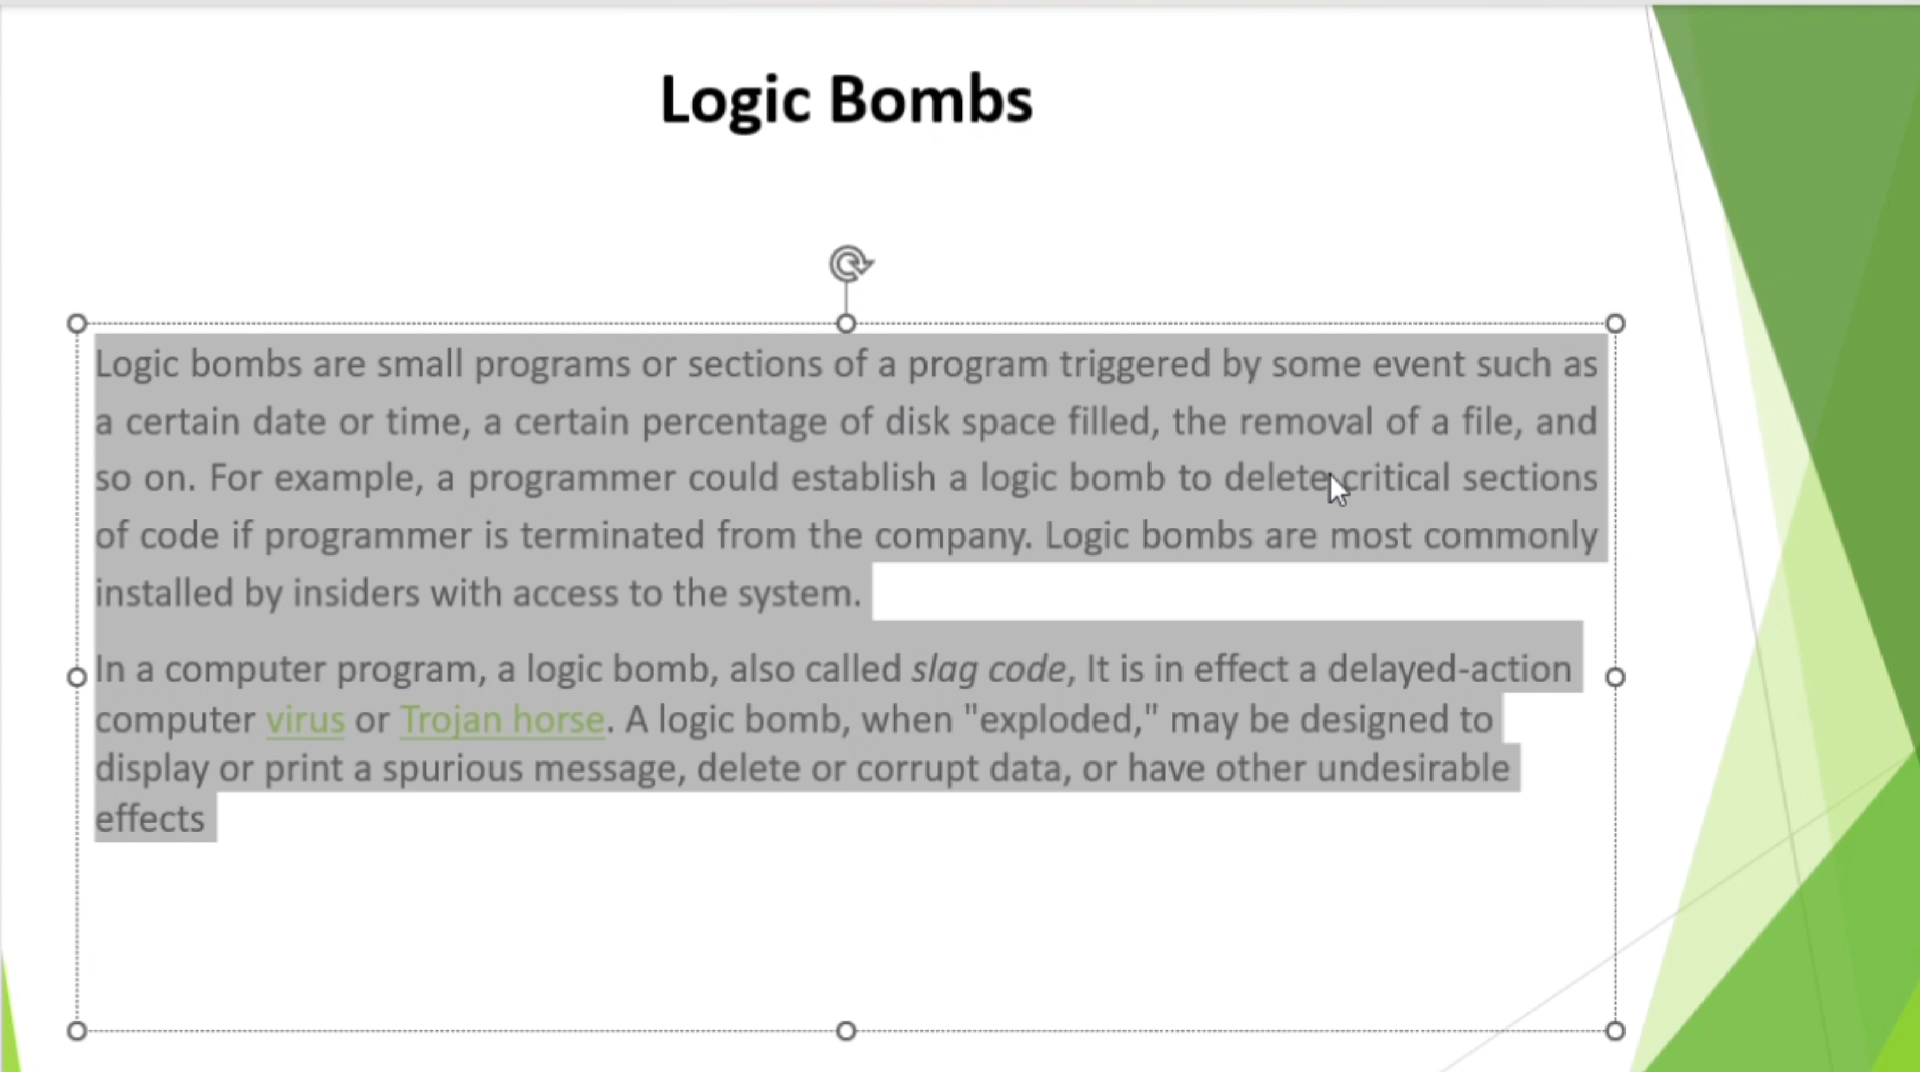 Logic Bombs
Logic bombs are small programs or sections of a program triggered by some event such as
a certain date or time, a certain percentage of disk space filled, the removal of a file, and
so on. For example, a programmer could establish a logic bomb to delete critical sections
of code if programmer is terminated from the company. Logic bombs are most commonly
installed by insiders with access to the system.
In a computer program, a logic bomb, also called slag code, It is in effect a delayed-action
computer virus or Trojan horse. A logic bomb, when "exploded," may be designed to
display or print a spurious message, delete or corrupt data, or have other undesirable
effects